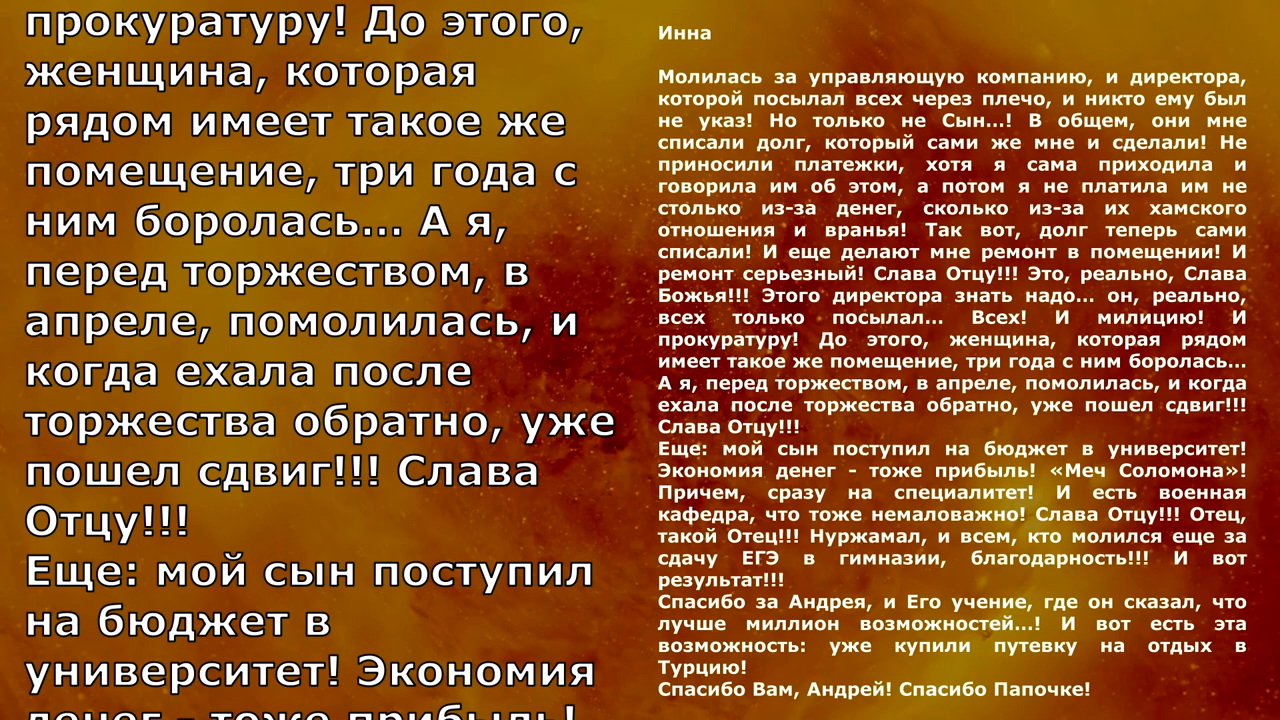 прокуратуру! До этого,
женщина, которая
рядом имеет такое же
помещение, три года с
ним боролась... А я,
перед торжеством, в
апреле, помолилась, и
когда ехала после
торжества обратно, уже
пошел сдвиг!!! Слава
Отцу!!!
Еще: мой сын поступил
на бюджет в
университет! Экономия
денег - тоже прибыль!
Инна
Молилась за управляющую компанию, и директора,
которой посылал всех через плечо, и никто ему был
не указ! Но только не Сын...! В общем, они мне
списали долг, который сами же мне и сделали! Не
приносили платежки, хотя я сама приходила и
говорила им об этом, а потом я не платила им не
столько из-за денег, сколько из-за их хамского
отношения и вранья! Так вот, долг теперь сами
списали! И еще делают мне ремонт в помещении! И
ремонт серьезный! Слава Отцу!!! Это, реально, Слава
Божья!!! Этого директора знать надо... он, реально,
всех только посылал... Всех! И милицию! И
прокуратуру! До этого, женщина, которая рядом
имеет такое же помещение, три года с ним боролась...
А я, перед торжеством, в апреле, помолилась, и когда
ехала после торжества обратно, уже пошел сдвиг!!!
Слава Отцу!!!
Еще: мой сын поступил на бюджет в университет!
Экономия денег – тоже прибыль! «Меч Соломона»!
Причем, сразу на специалитет! И есть военная
кафедра, что тоже немаловажно! Слава Отцу!!! Отец,
такой Отец!!! Нуржамал, и всем, кто молился еще за
сдачу ЕГЭ в гимназии, благодарность!!! И вот
результат!!!
Спасибо за Андрея, и Его учение, где он сказал, что
лучше миллион возможностей...! И вот есть эта
возможность: уже купили путевку на отдых в
Турцию!
Спасибо Вам, Андрей! Спасибо Папочке!